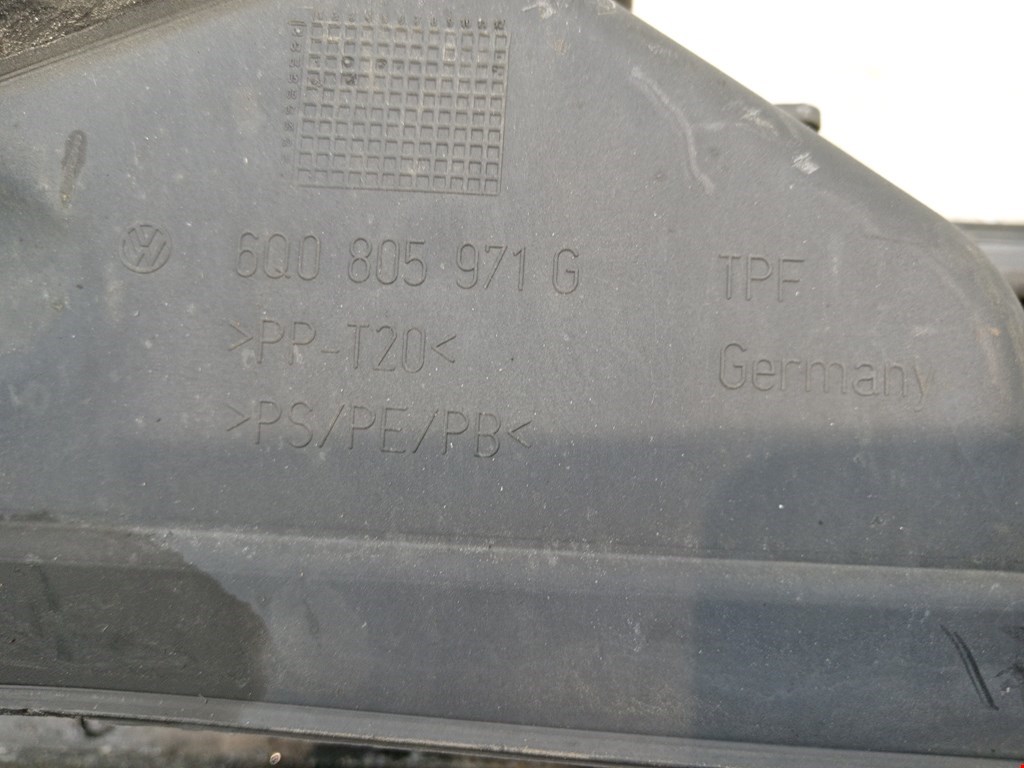 6Q0 805 971 G
TPF
>PP-T20<
Germany
>PS/PE/PB<